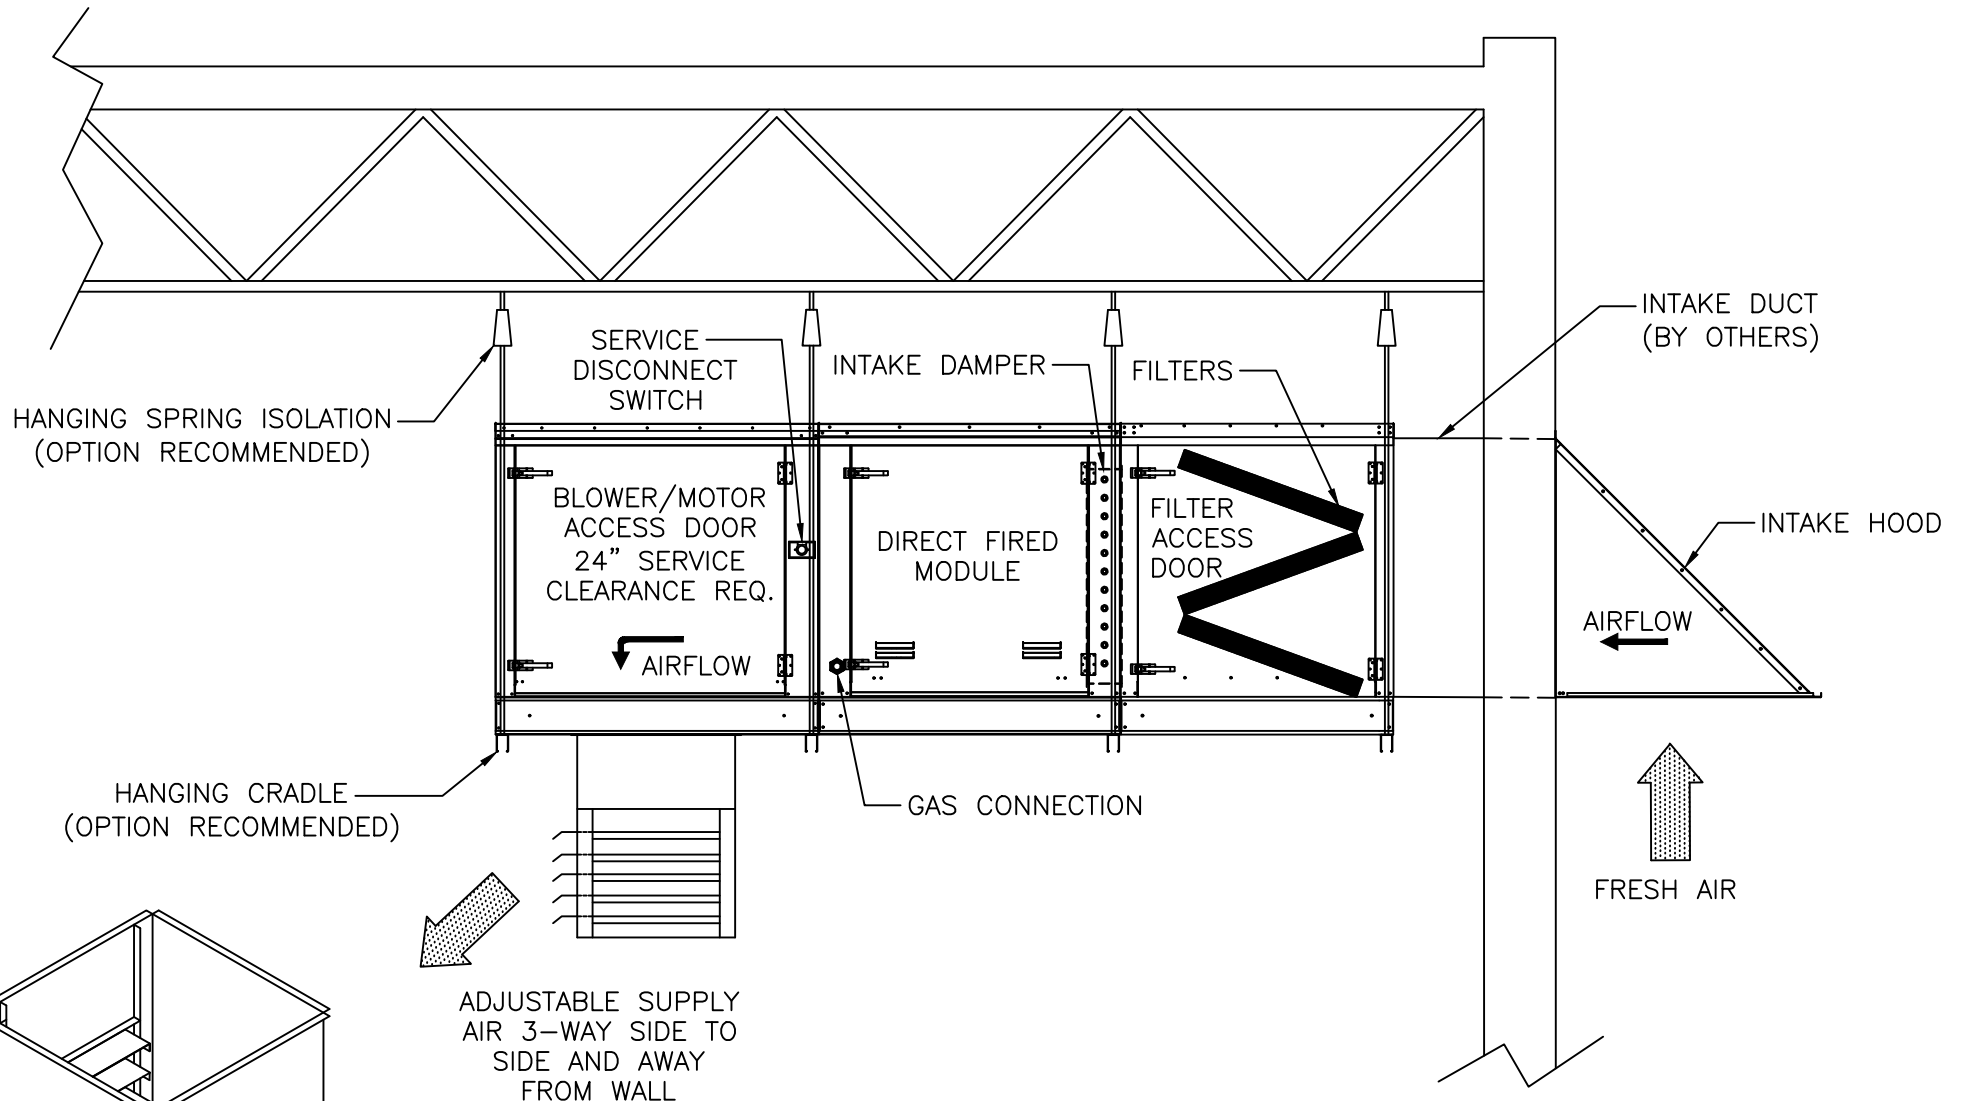 INTAKE DUCT
(BY OTHERS)
SERVICE
DISCONNECT
SWITCH
INTAKE DAMPER
FILTERS
HANGING SPRING ISOLATION
(OPTION RECOMMENDED)
BLOWER/MOTOR
ACCESS DOOR
24" SERVICE
CLEARANCE REQ.
AIRFLOW
DIRECT FIRED
MODULE
FILTER
ACCESS
DOOR
INTAKE HOOD
AIRFLOW
HANGING CRADLE
(OPTION RECOMMENDED)
GAS CONNECTION
FRESH AIR
ADJUSTABLE SUPPLY
AIR 3-WAY SIDE TO
SIDE AND AWAY
FROM WALL